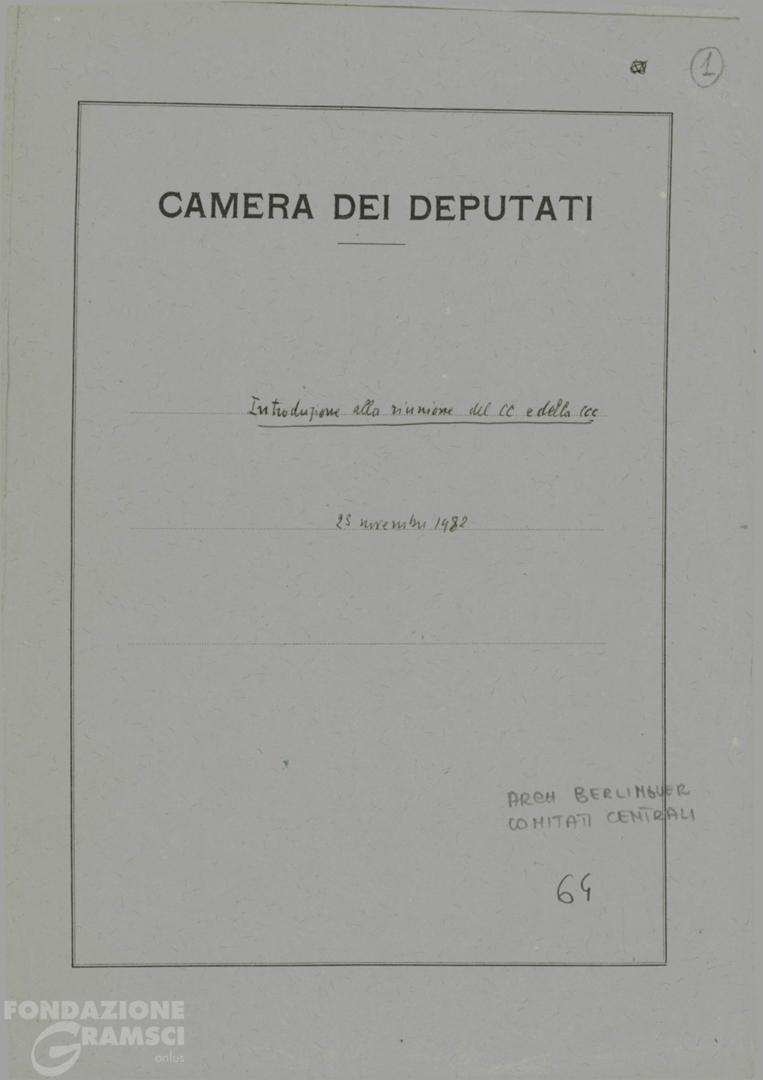 1
CAMERA DEI DEPUTATI
Introduzione alla riunione del CC e della CCC
novembre 1982
ARCH BERLINGUER
COMITATI CENTRALI
64
FONDAZIONE
GRAMSCI
onlus